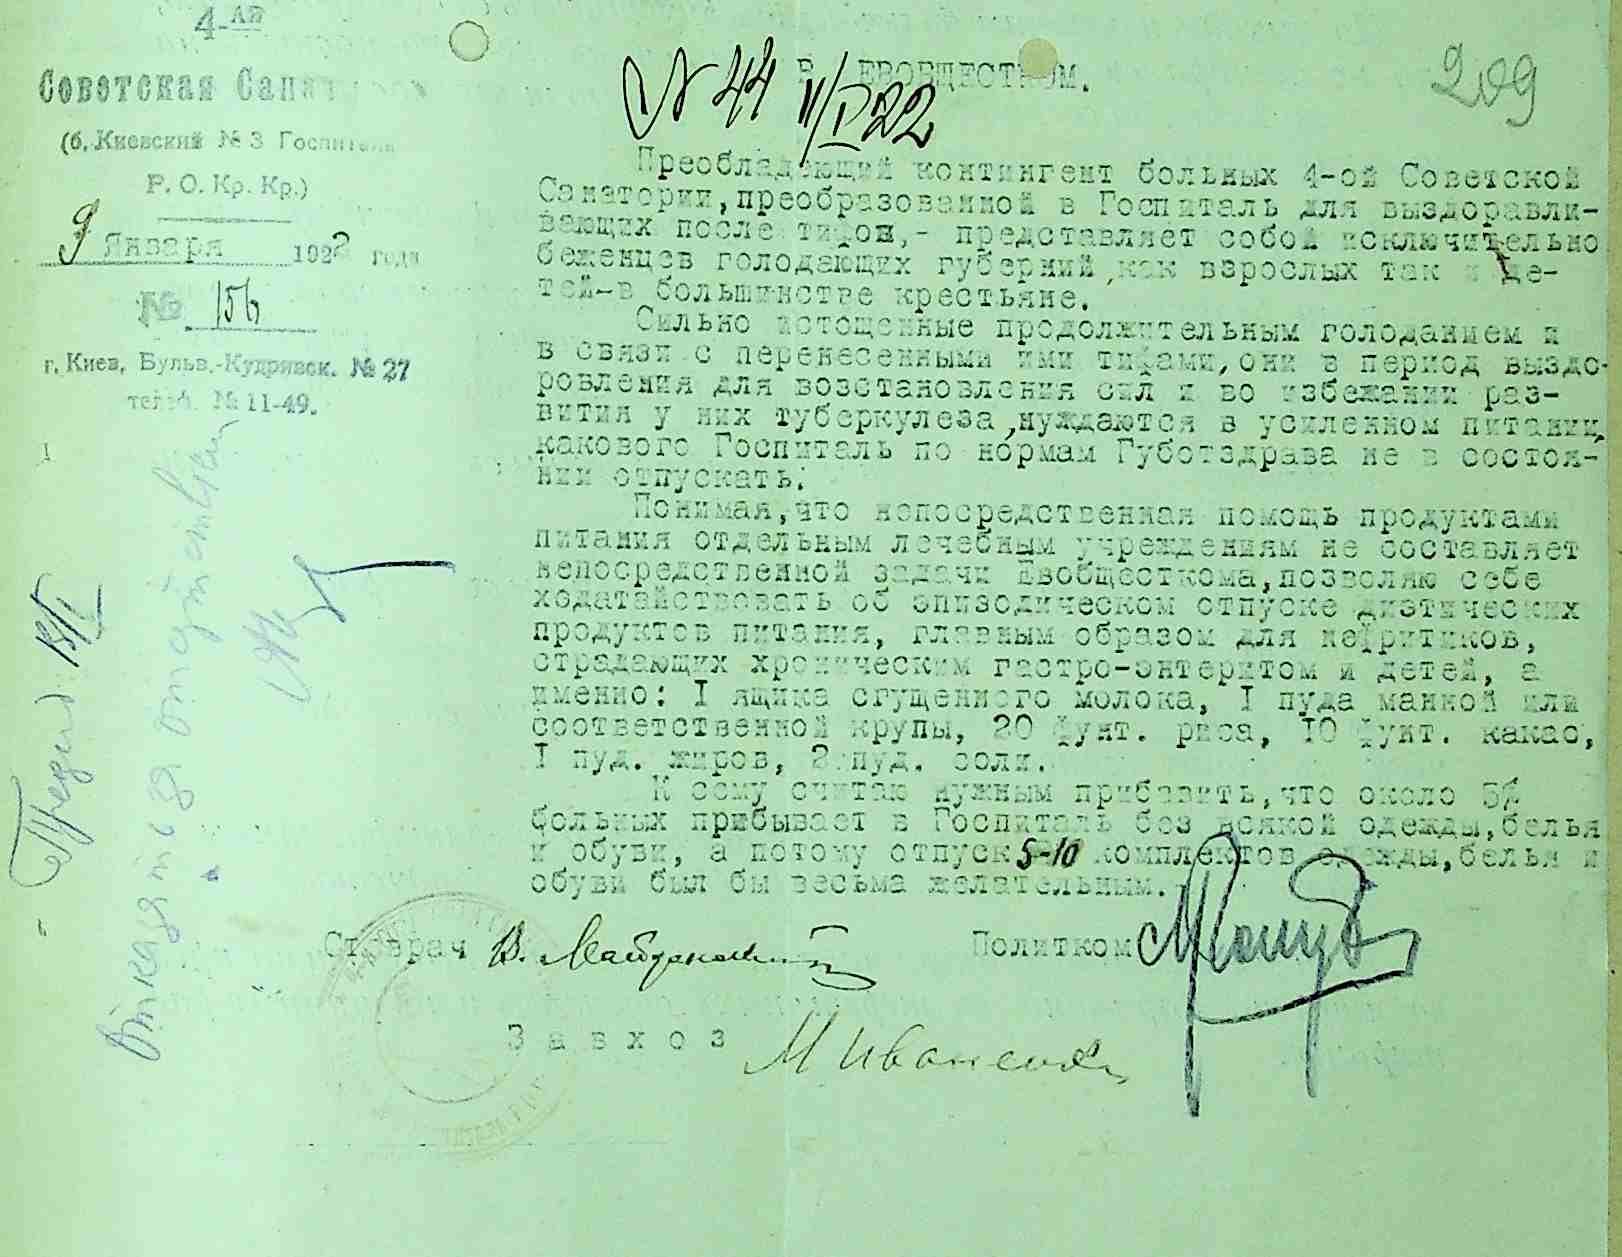 4-ая
Советская Санат
(б. Киевский № 3 Госпиталь
Р. О. Кр. Кр.)
9 Января 1922 года
№ 156
г. Киев, Бульв.-Кудрявск. № 27
телеф. № 11-49.
В ЕВОБЩЕСТКОМ.
№ 44 11/I 22
209
Преобладающий контингент больных 4-ой Советской
Санатории, преобразованной в Госпиталь для выздоравли-
вающих после тифов,- представляет собой исключительно
беженцев голодающих губерний, как взрослых так и де-
тей-в большинстве крестьяне.
Сильно истощенные продолжительным голоданием и
в связи с перенесенными ими тифами, они в период выздо-
ровления для возстановления сил и во избежании раз-
вития у них туберкулеза, нуждаются в усиленном питании,
какового Госпиталь по нормам Губотздрава не в состоя-
нии отпускать.
Понимая, что непосредственная помощь продуктами
питания отдельным лечебным учреждениям не составляет
непосредственной задачи Евобщесткома, позволяю себе
ходатайствовать об эпизодическом отпуске диэтических
продуктов питания, главным образом для нефритиков,
страдающих хроническим гастро-энтеритом и детей, а
именно: I ящика сгущенного молока, I пуда манной или
соответственной крупы, 20 фунт. риса, I0 фунт. какао,
I пуд. жиров, 2 пуд. соли.
К сему считаю нужным прибавить, что около
больных прибывает в Госпиталь без всякой одежды, белья
и обуви, а потому отпуск 5-10 комплектов одежды, белья и
обуви был бы весьма желательным.
Ст. врач В.
Политком
Завхоз М Иваненко
Отказать за отсутствием
13/I